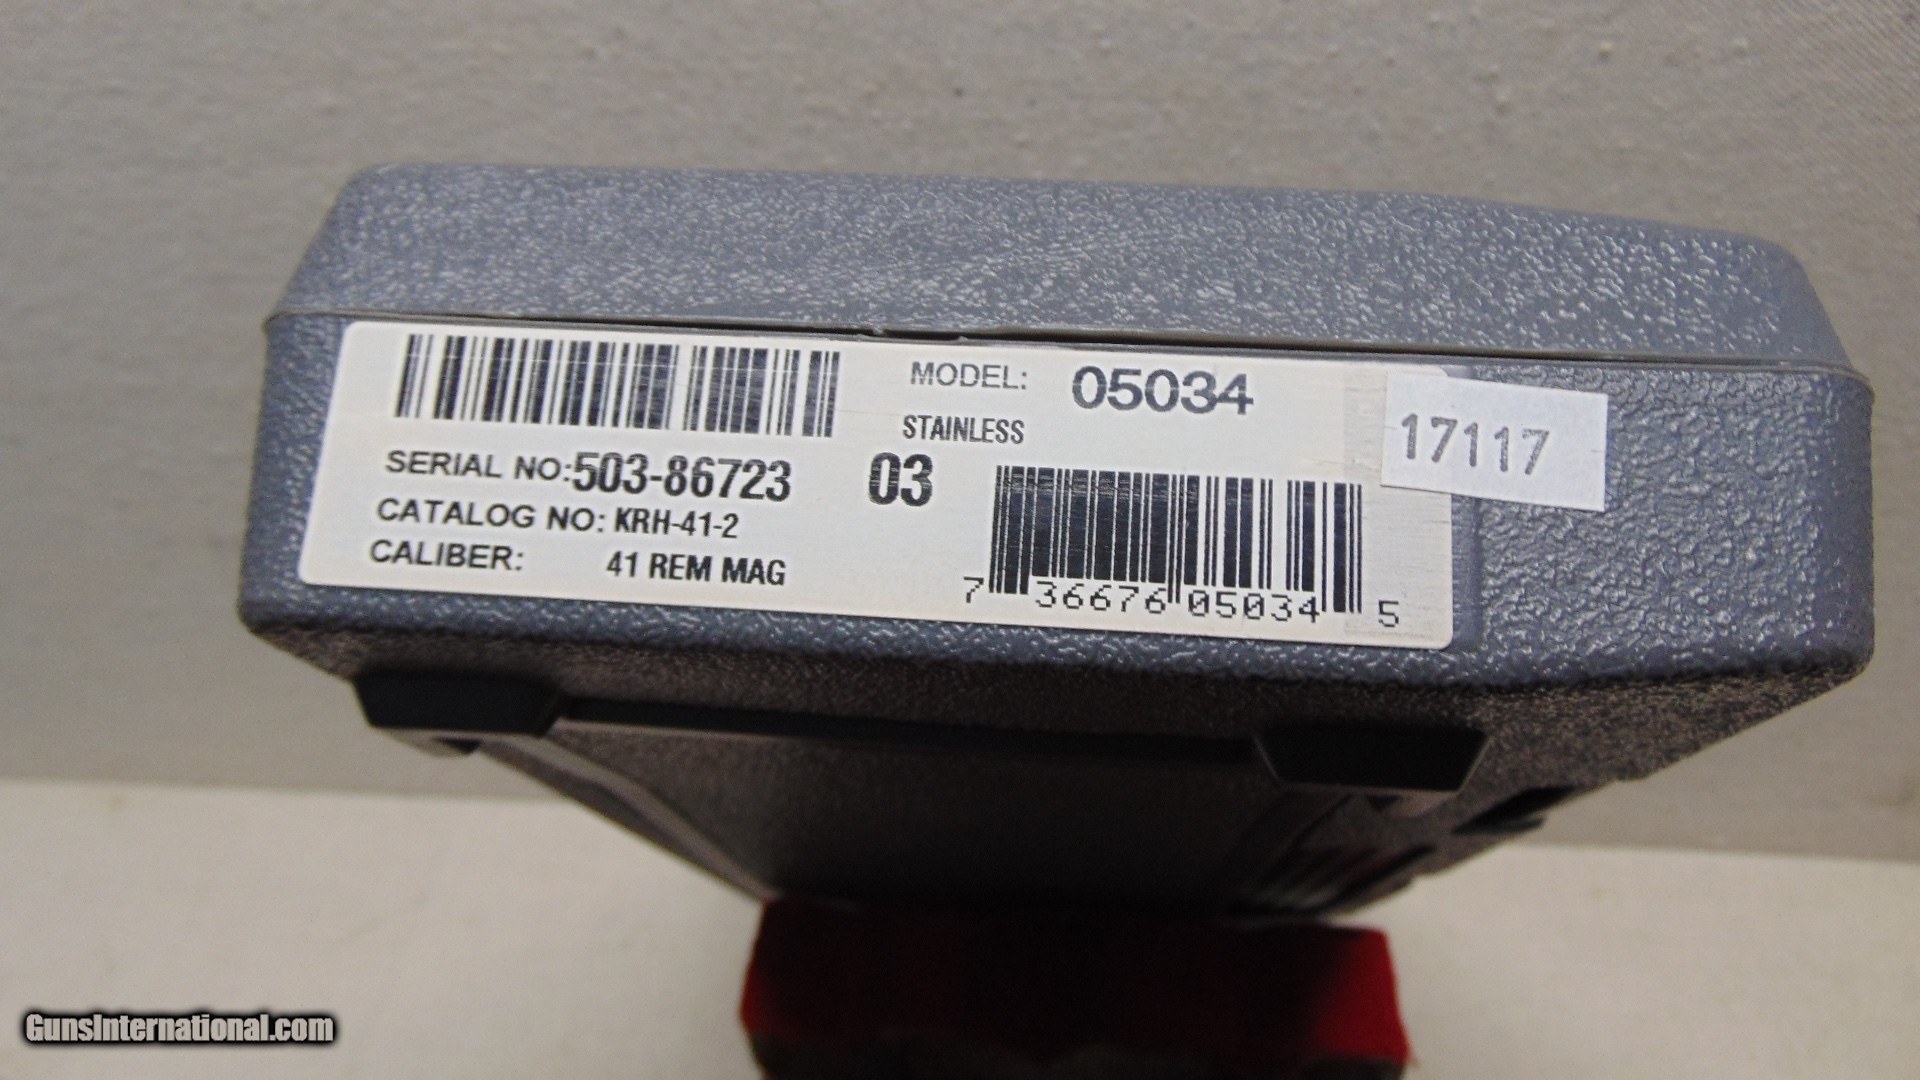 MODEL: 05034
STAINLESS
17117
SERIAL NO:503-86723 03
CATALOG NO: KRH-41-2
CALIBER: 41 REM MAG
7 36676 05034 5
GunsInternational.com